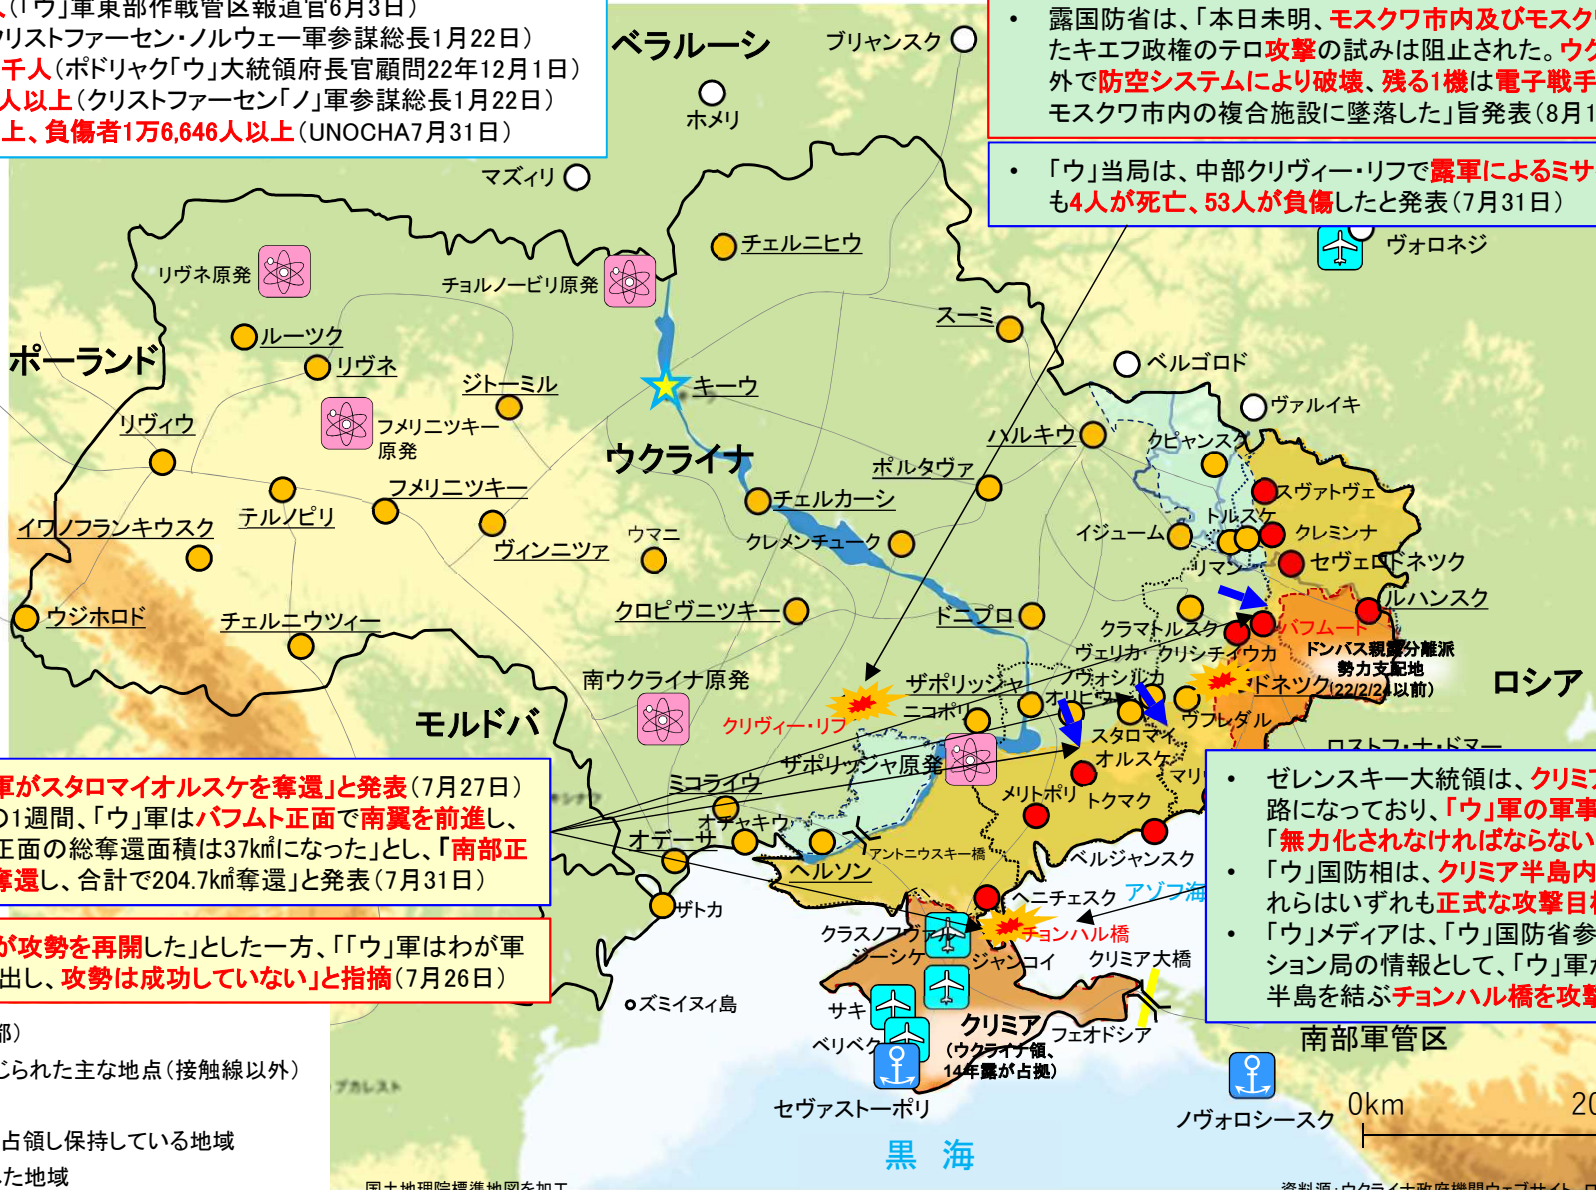 人(「ウ」軍東部作戦管区報道官6月3日)
クリストファーセン・ノルウェー軍参謀総長1月22日)
千人(ポドリャク「ウ」大統領府長官顧問22年12月1日)
人以上(クリストファーセン「ノ」軍参謀総長1月22日)
上、負傷者1万6,646人以上(UNOCHA7月31日)
• 露国防省は、「本日未明、モスクワ市内及びモスクワ
たキエフ政権のテロ攻撃の試みは阻止された。ウク
外で防空システムにより破壊、残る1機は電子戦手
モスクワ市内の複合施設に墜落した」旨発表(8月1
• 「ウ」当局は、中部クリヴィー・リフで露軍によるミサ
も4人が死亡、53人が負傷したと発表(7月31日)
ベラルーシ
ブリャンスク
ホメリ
マズィリ
ヴォロネジ
チェルニヒウ
リヴネ原発
チョルノービリ原発
スーミ
ルーツク
ポーランド
リヴネ
ベルゴロド
ジトーミル
キーウ
ヴァルイキ
リヴィウ
フメリニツキー
原発
ハルキウ
クピャンスク
ウクライナ
ポルタヴァ
フメリニツキー
チェルカーシ
スヴァトヴェ
テルノピリ
トルスケ
イワノフランキウスク
ヴィンニツァ
ウマニ
クレメンチューク
イジューム
クレミンナ
リマン
セヴェロドネツク
ウジホロド
チェルニウツィー
クロピヴニツキー
ドニプロ
ルハンスク
クラマトルスク
バフムート
ヴェリカ・
クリシチイウカ
ドンバス親露分離派
勢力支配地
(22/2/24以前)
南ウクライナ原発
ザポリッジャ
ノヴォシルカ
ドネツク
ロシア
モルドバ
オリヒウ
クリヴィー・リフ
ニコポリ
ヴフレダル
スタロマイ
オルスケ
ロストフ・ナ・ドヌー
ザポリッジャ原発
マリ
ミコライウ
メリトポリ
トクマク
軍がスタロマイオルスケを奪還」と発表(7月27日)
の1週間、「ウ」軍はバフムト正面で南翼を前進し、
正面の総奪還面積は37㎢になった」とし、「南部正
奪還し、合計で204.7㎢奪還」と発表(7月31日)
オチャキウ
オデーサ
アントニウスキー橋
ベルジャンスク
ヘルソン
ザトカ
ヘニチェスク
アゾフ海
が攻勢を再開した」とした一方、「「ウ」軍はわが軍
出し、攻勢は成功していない」と指摘(7月26日)
クラスノフヴァル
ジーシケ
チョンハル橋
ジャンコイ
クリミア大橋
• ゼレンスキー大統領は、クリミア
路になっており、「ウ」軍の軍事
「無力化されなければならない
• 「ウ」国防相は、クリミア半島内
れらはいずれも正式な攻撃目標
• 「ウ」メディアは、「ウ」国防省参
ション局の情報として、「ウ」軍が
半島を結ぶチョンハル橋を攻撃
ズミイヌィ島
サキ
クリミア
(ウクライナ領、
14年露が占拠)
フェオドシア
ベリベク
南部軍管区
部)
じられた主な地点(接触線以外)
ブカレスト
セヴァストーポリ
ノヴォロシースク
0km
20
占領し保持している地域
黒 海
た地域
国土地理院標準地図を加工
資料源:ウクライナ政府機関ウェブサイト、ロ